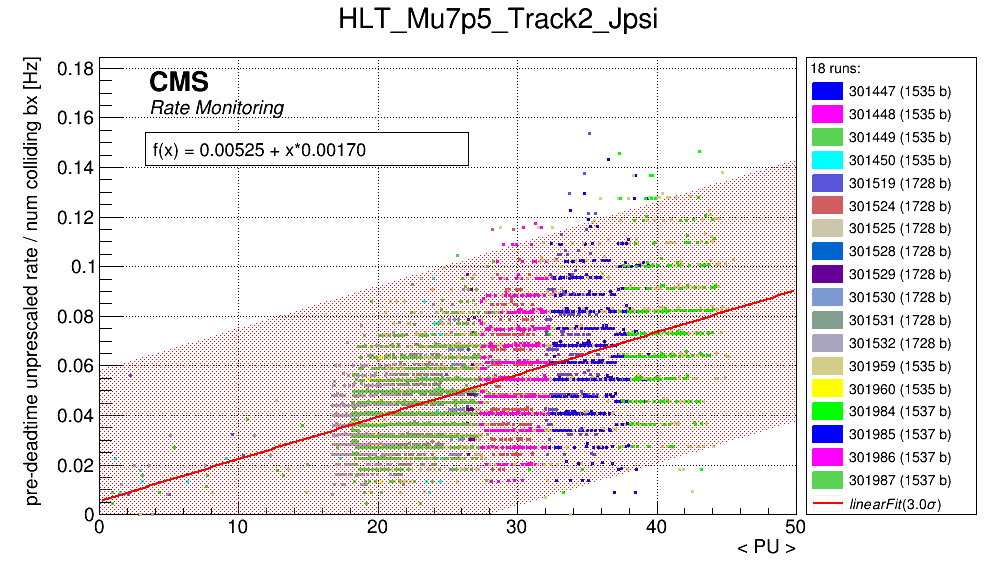 HLT_Mu7p5_Track2_Jpsi
pre-deadtime unprescaled rate / num colliding bx [Hz]
CMS
Rate Monitoring
f(x) = 0.00525 + x*0.00170
0.18
0.16
0.14
0.12
0.1
0.08
0.06
0.04
0.02
0
0 10 20 30 40 50
< PU >
18 runs:
301447 (1535 b)
301448 (1535 b)
301449 (1535 b)
301450 (1535 b)
301519 (1728 b)
301524 (1728 b)
301525 (1728 b)
301528 (1728 b)
301529 (1728 b)
301530 (1728 b)
301531 (1728 b)
301532 (1728 b)
301959 (1535 b)
301960 (1535 b)
301984 (1537 b)
301985 (1537 b)
301986 (1537 b)
301987 (1537 b)
linearFit(3.0σ)